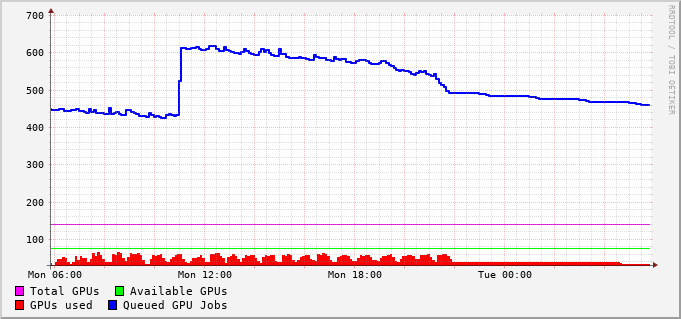 700
600
500
400
300
200
100
Mon 06:00 Mon 12:00 Mon 18:00 Tue 00:00
Total GPUs Available GPUs
GPUs used Queued GPU Jobs
RRDTOOL / TOBI OETIKER